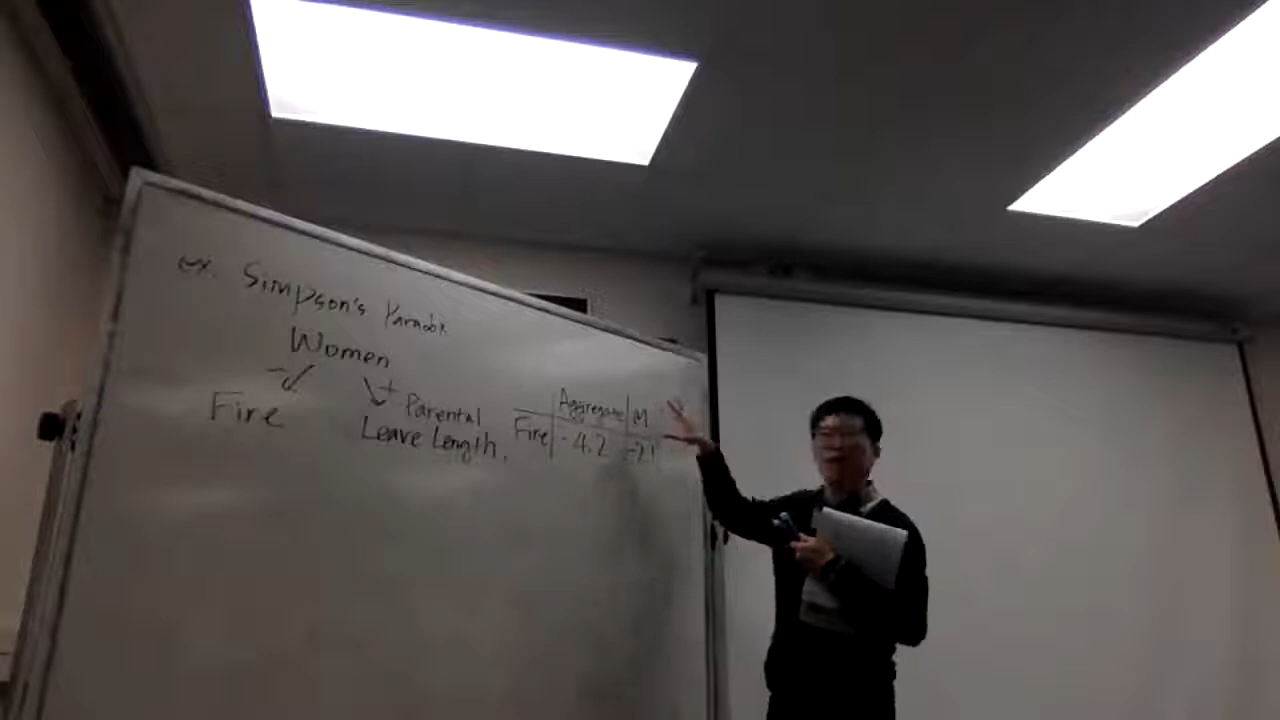 ex. Simpson's Paradox
Women
- +
Fire Parental
Leave Length.
Aggregate M
Fire -4.2 -2.1